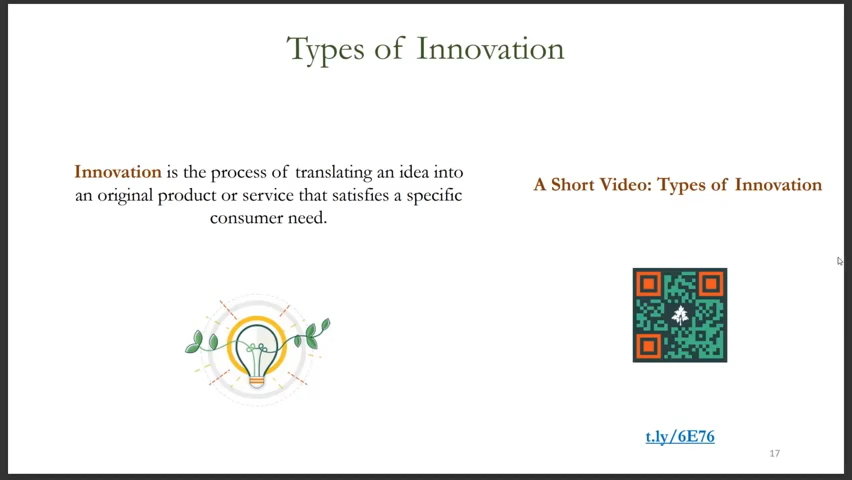 Types of Innovation
Innovation is the process of translating an idea into
an original product or service that satisfies a specific
consumer need.
A Short Video: Types of Innovation
t.ly/6E76
17